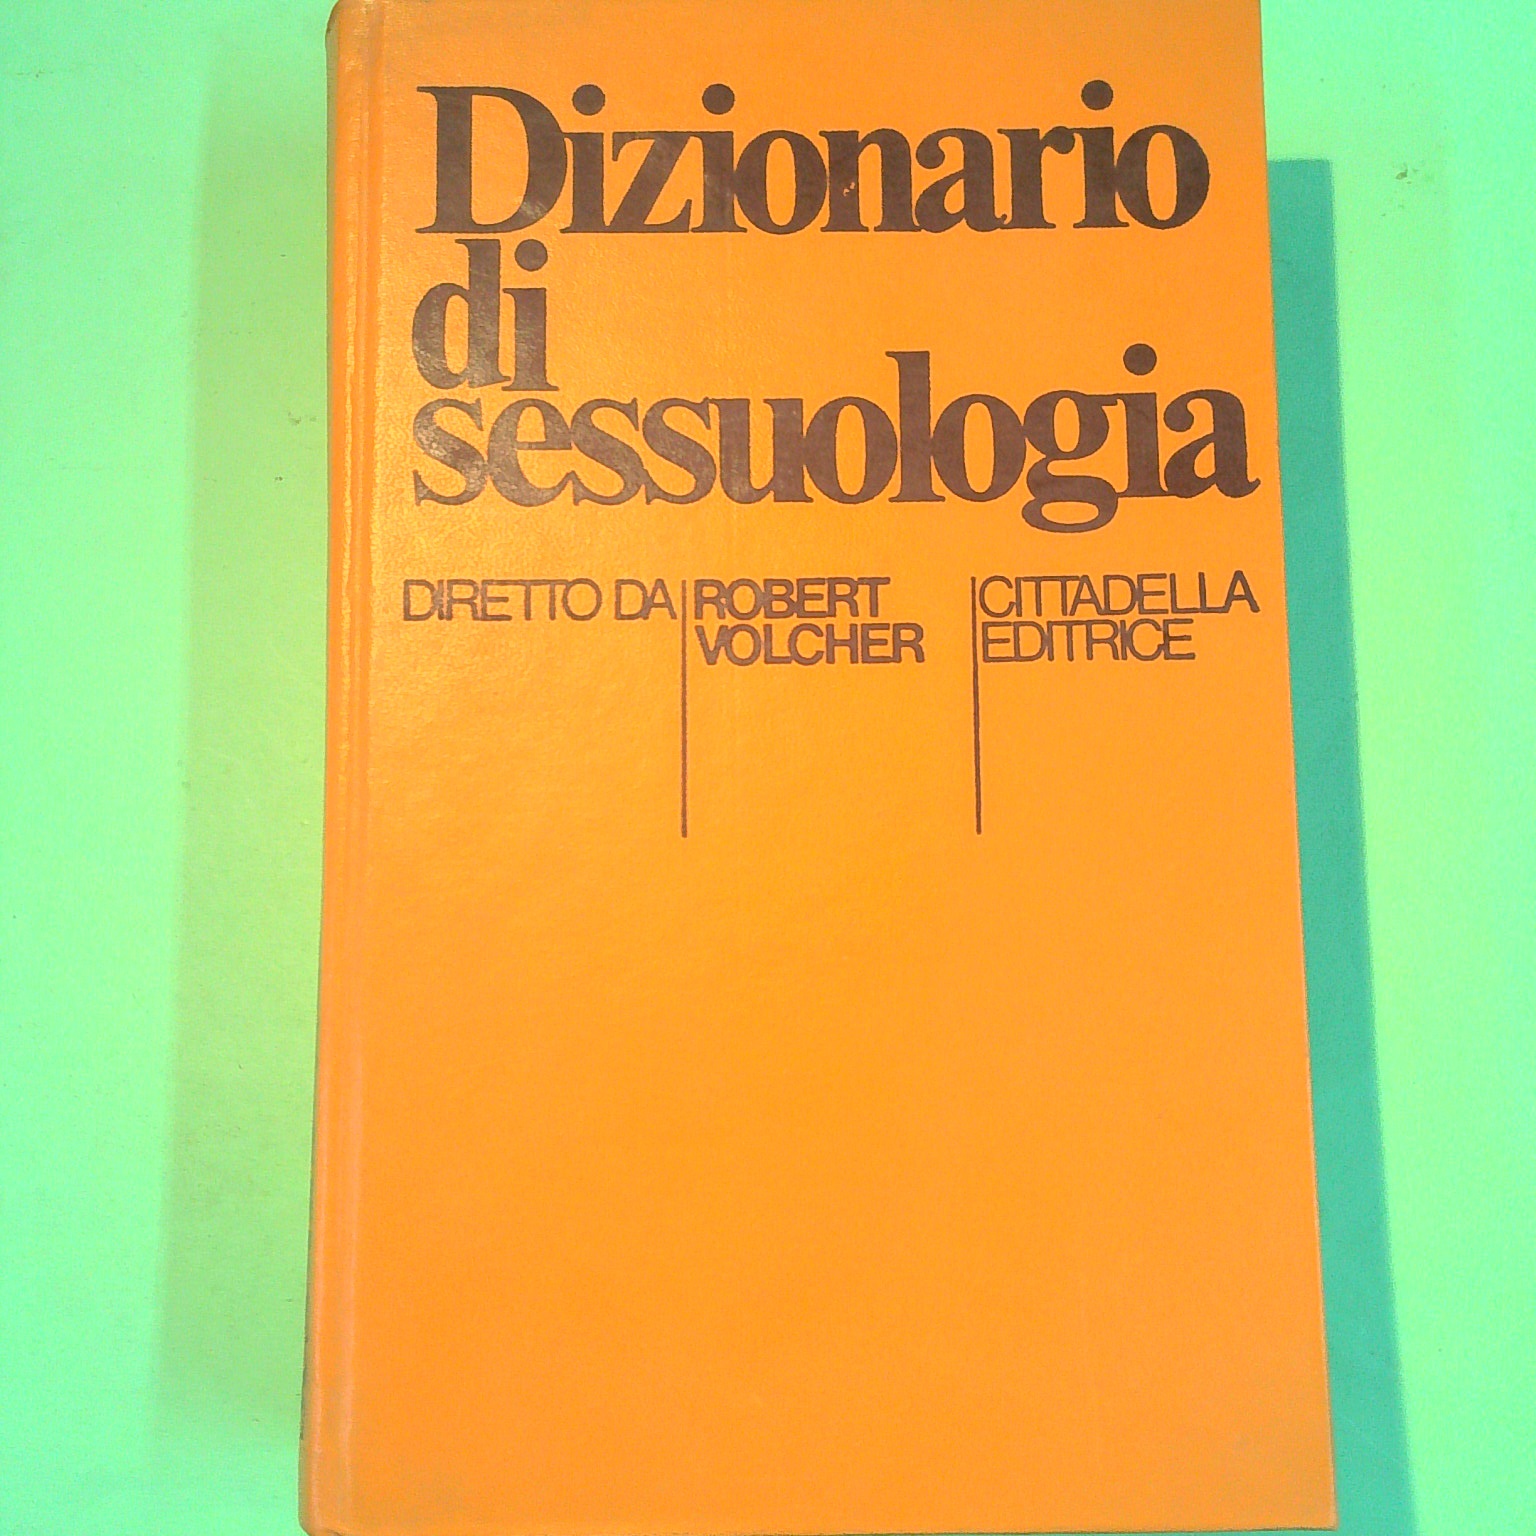 Dizionario
di
sessuologia
DIRETTO DA
ROBERT
VOLCHER
CITTADELLA
EDITRICE